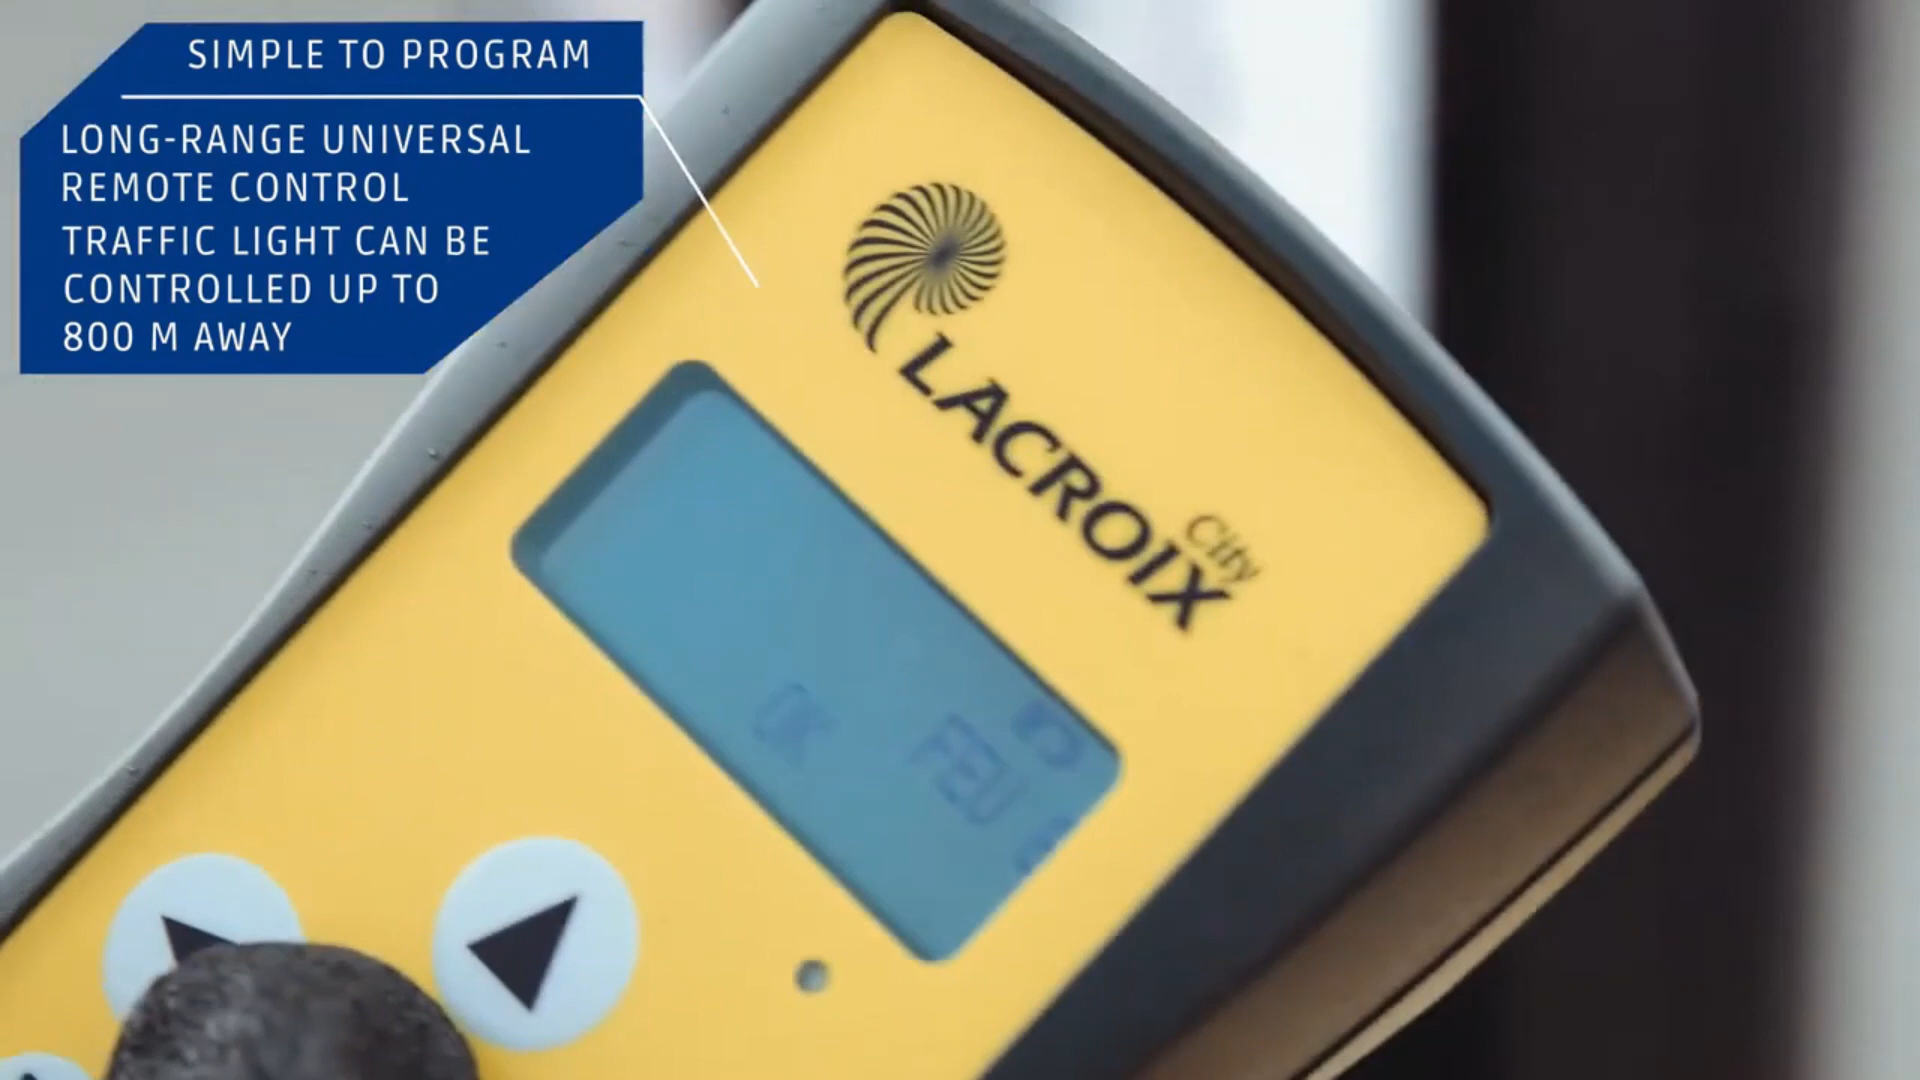 SIMPLE TO PROGRAM
LONG-RANGE UNIVERSAL
REMOTE CONTROL
TRAFFIC LIGHT CAN BE
CONTROLLED UP TO
800 M AWAY
LACROIX
City
FEU
OK